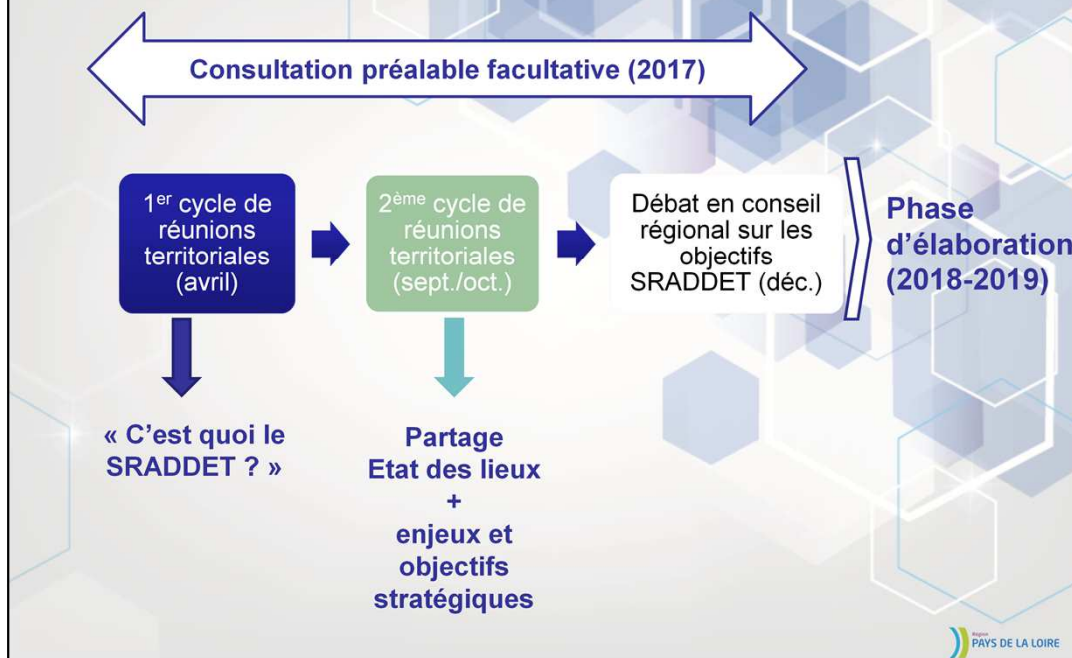 Consultation préalable facultative (2017)
1er cycle de
réunions
territoriales
(avril)
2ème cycle de
réunions
territoriales
(sept./oct.)
Débat en conseil
régional sur les
objectifs
SRADDET (déc.)
Phase
d’élaboration
(2018-2019)
« C’est quoi le
SRADDET ? »
Partage
Etat des lieux
+
enjeux et
objectifs
stratégiques
Région
PAYS DE LA LOIRE